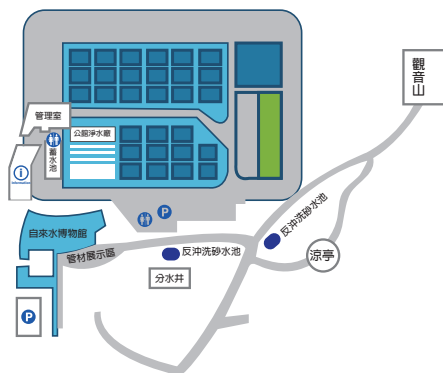 觀音山
管理室
公館淨水廠
蓄水池
i
Information
P
自來水博物館
管材展示區
反沖洗砂水池
反沖洗砂水池
分水井
涼亭
P